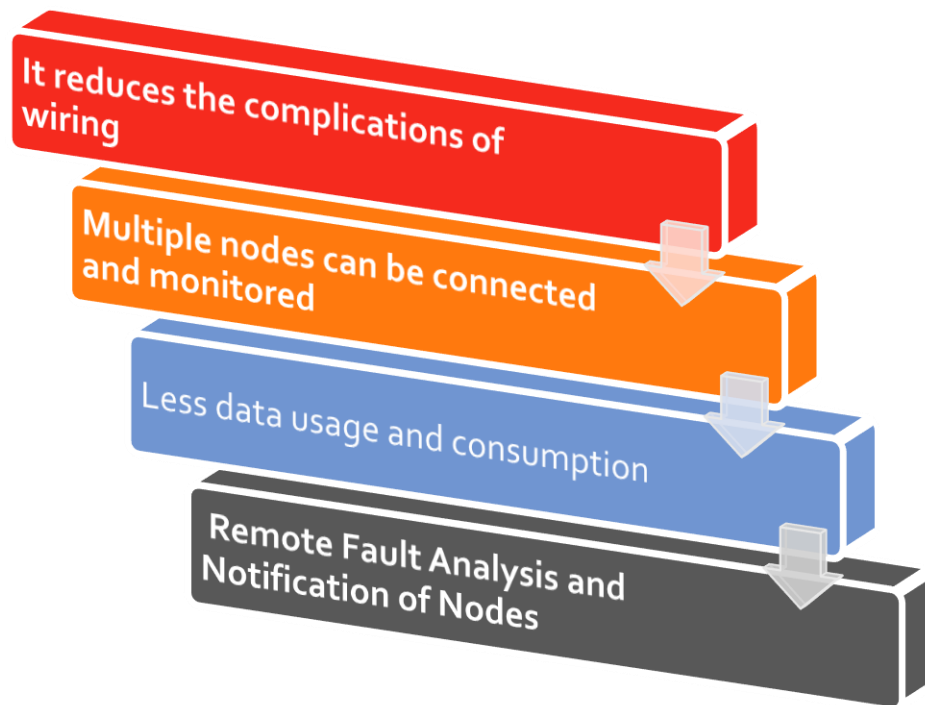 It reduces the complications of
wiring
Multiple nodes can be connected
and monitored
Less data usage and consumption
Remote Fault Analysis and
Notification of Nodes